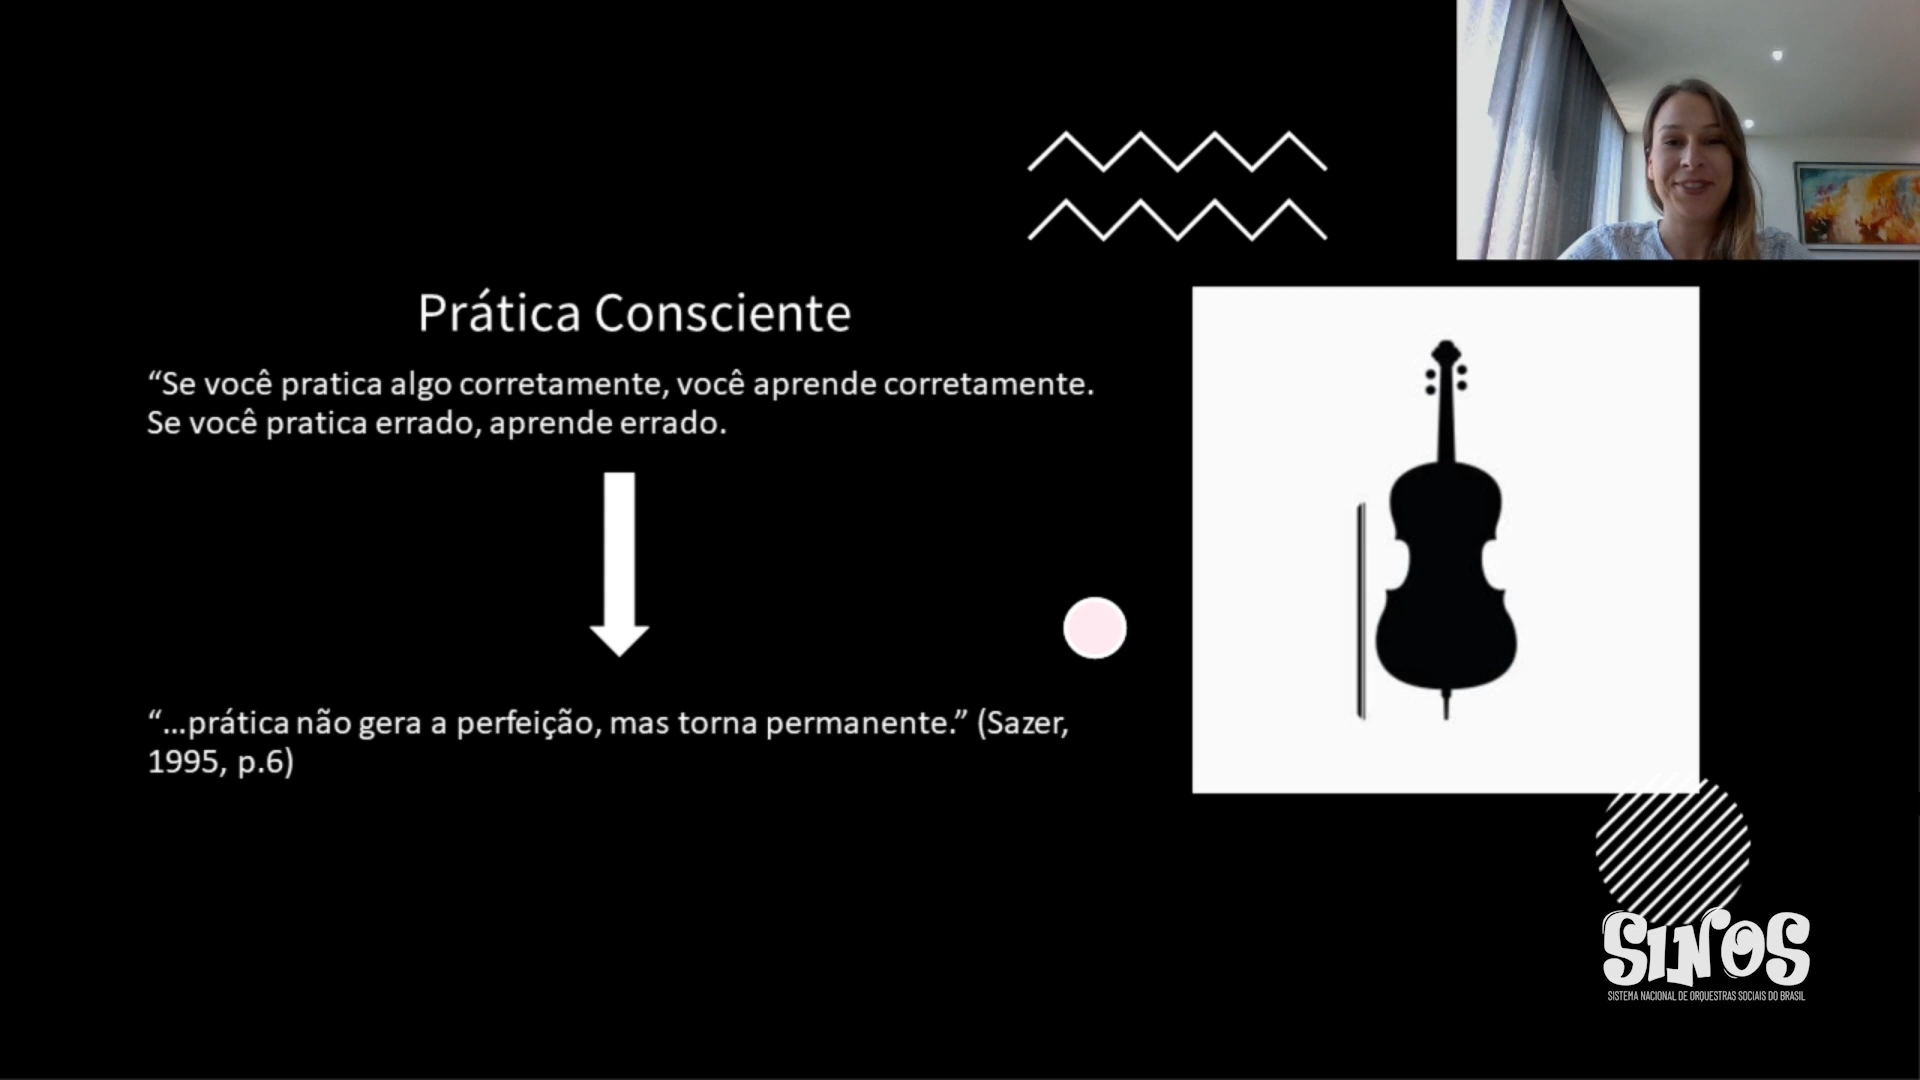 Prática Consciente
“Se você pratica algo corretamente, você aprende corretamente.
Se você pratica errado, aprende errado.
“...prática não gera a perfeição, mas torna permanente.” (Sazer,
1995, p.6)
SINOS
SISTEMA NACIONAL DE ORQUESTRAS SOCIAIS DO BRASIL